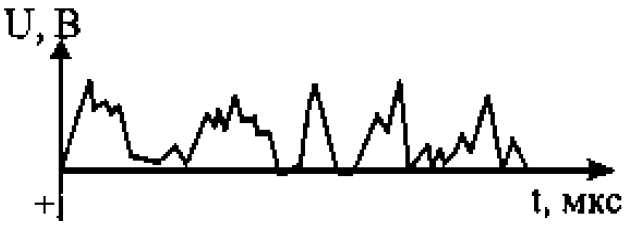 U, В
+
t, мкс